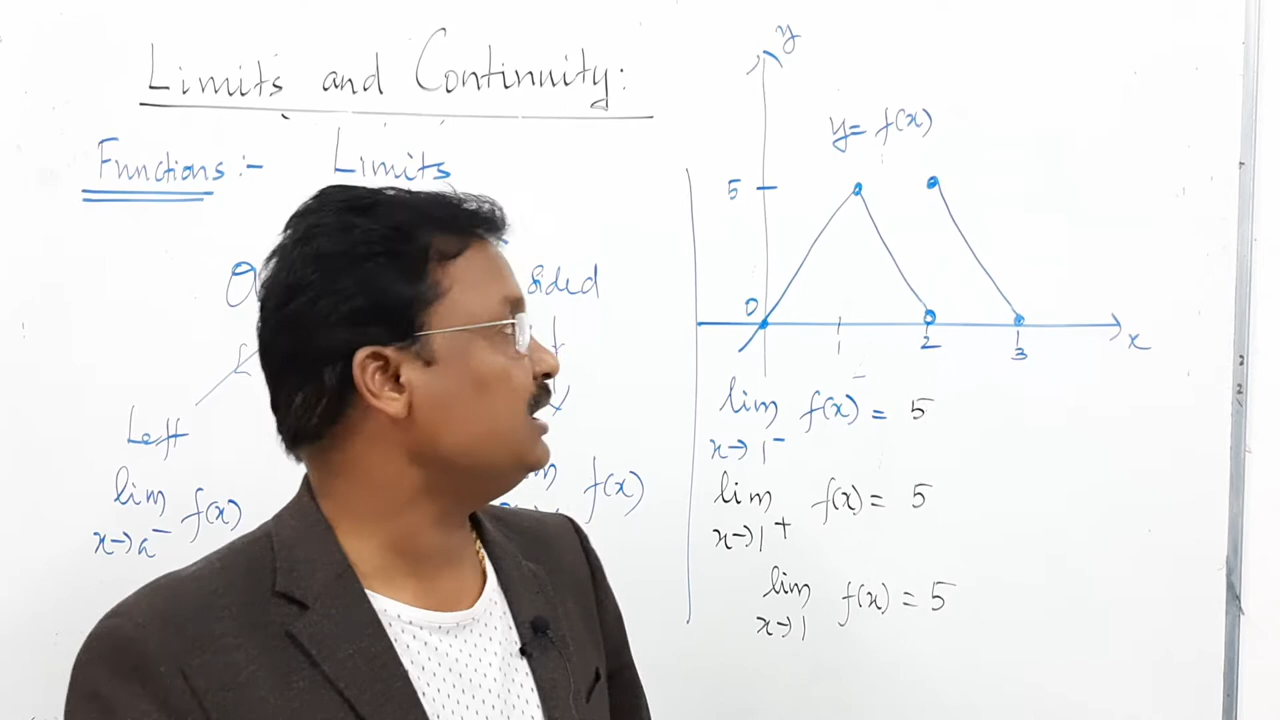 Limits and Continuity:
Functions:- Limits
sided
Left
lim f(x)
x→a⁻
f(x)
y
y= f(x)
5
0
1 2 3 x
lim f(x)⁻ = 5
x→1⁻
lim f(x) = 5
x→1+
lim f(x) = 5
x→1